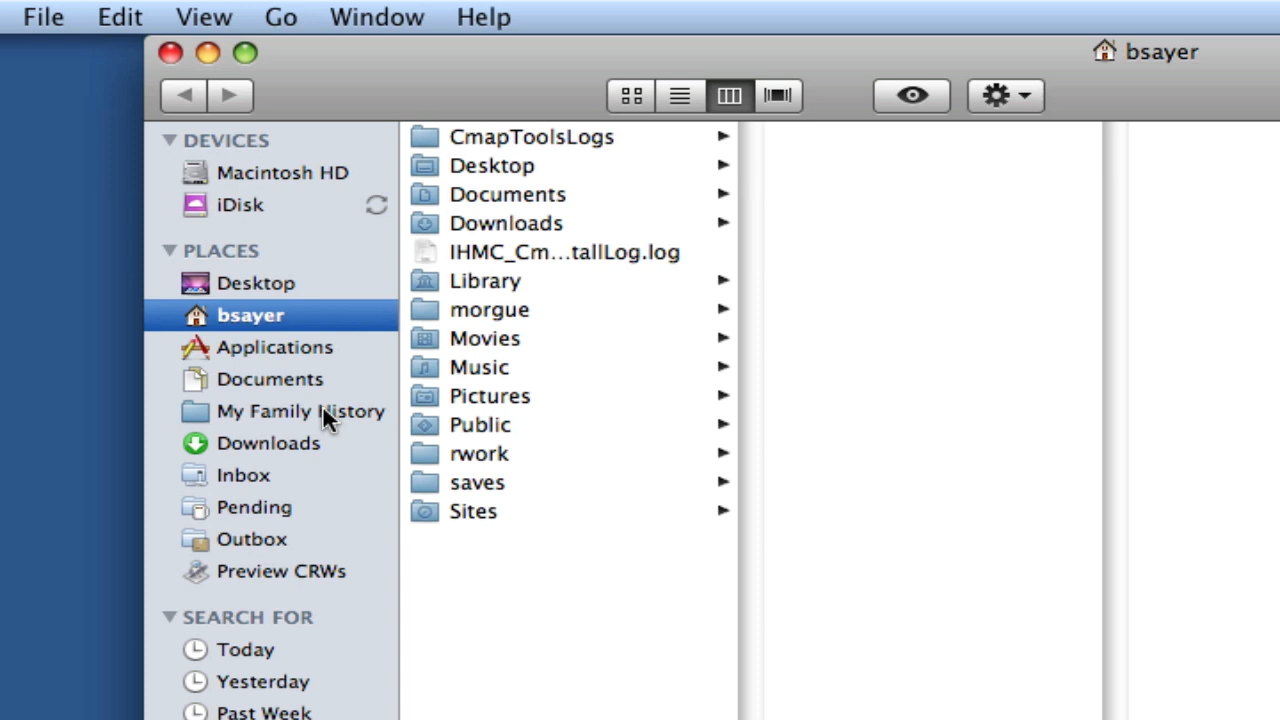 File Edit View Go Window Help
bsayer
DEVICES
Macintosh HD
iDisk
PLACES
Desktop
bsayer
Applications
Documents
My Family History
Downloads
Inbox
Pending
Outbox
Preview CRWs
SEARCH FOR
Today
Yesterday
Past Week
CmapToolsLogs
Desktop
Documents
Downloads
IHMC_Cm...tallLog.log
Library
morgue
Movies
Music
Pictures
Public
rwork
saves
Sites